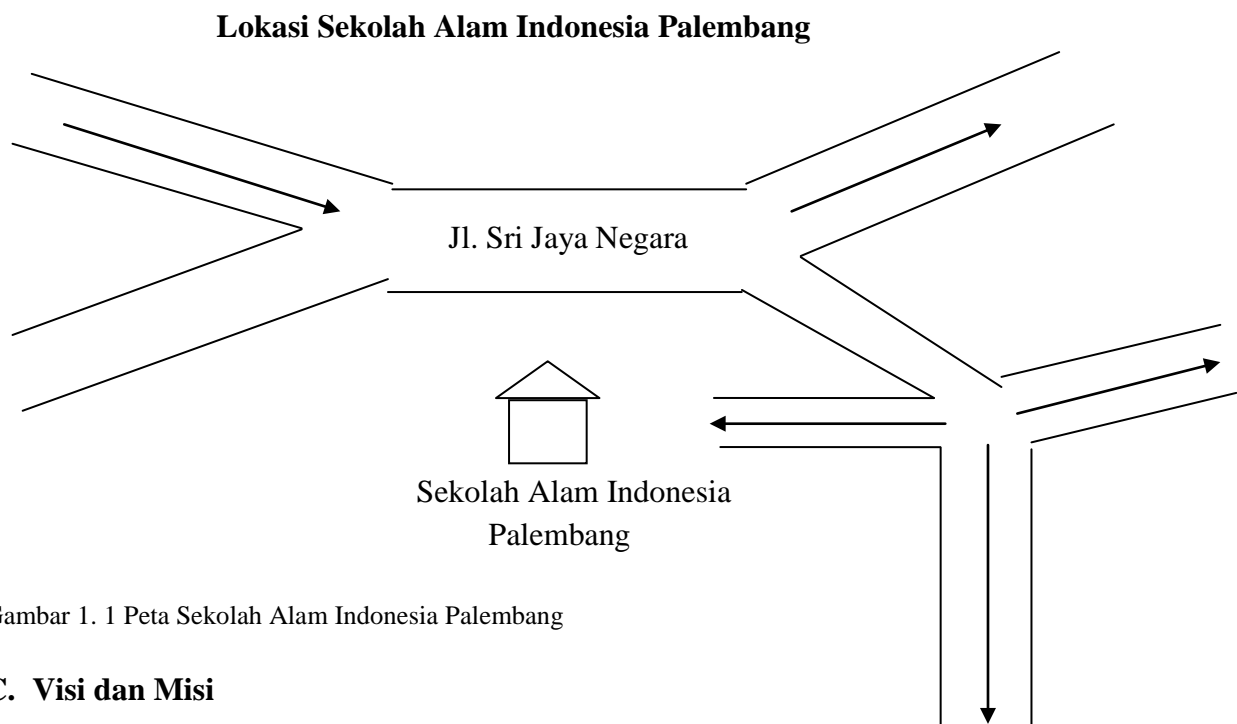 Lokasi Sekolah Alam Indonesia Palembang
Jl. Sri Jaya Negara
Sekolah Alam Indonesia
Palembang
Gambar 1. 1 Peta Sekolah Alam Indonesia Palembang
C. Visi dan Misi